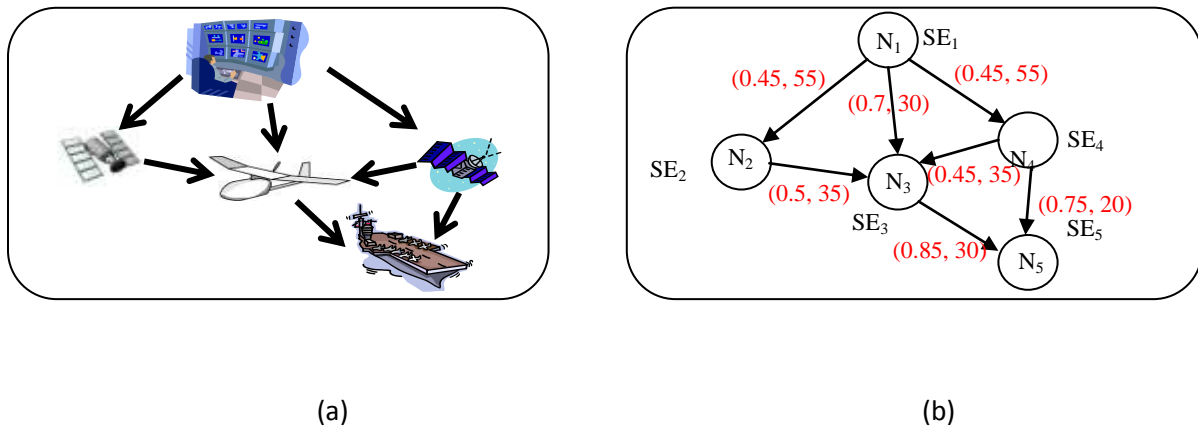 N₁ SE₁
(0.45, 55)
(0.45, 55)
(0.7, 30)
SE₂ N₂
N₄ SE₄
N₃
(0.5, 35)
(0.45, 35)
SE₃
(0.75, 20)
SE₅
(0.85, 30)
N₅
(a)
(b)